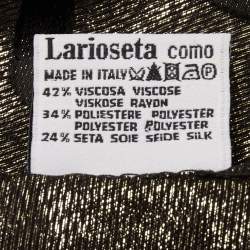 Larioseta como
MADE IN ITALY
42% VISCOSA VISCOSE
VISKOSE RAYON
34% POLIESTERE POLYESTER
POLYESTER POLYESTER
24% SETA SOIE SEIDE SILK